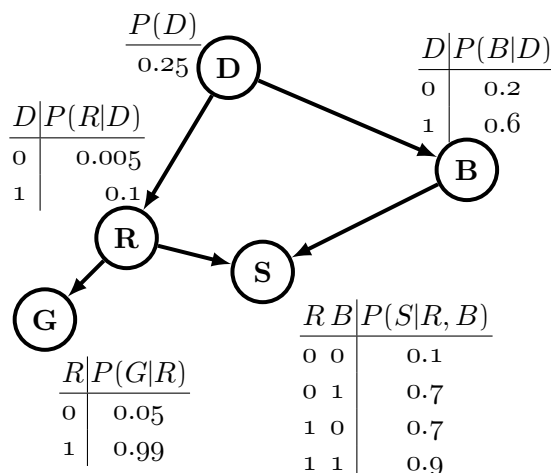 P(D)
0.25
D
D P(B|D)
0 0.2
1 0.6
D P(R|D)
0 0.005
1 0.1
B
R
S
G
R B P(S|R, B)
0 0 0.1
0 1 0.7
1 0 0.7
1 1 0.9
R P(G|R)
0 0.05
1 0.99